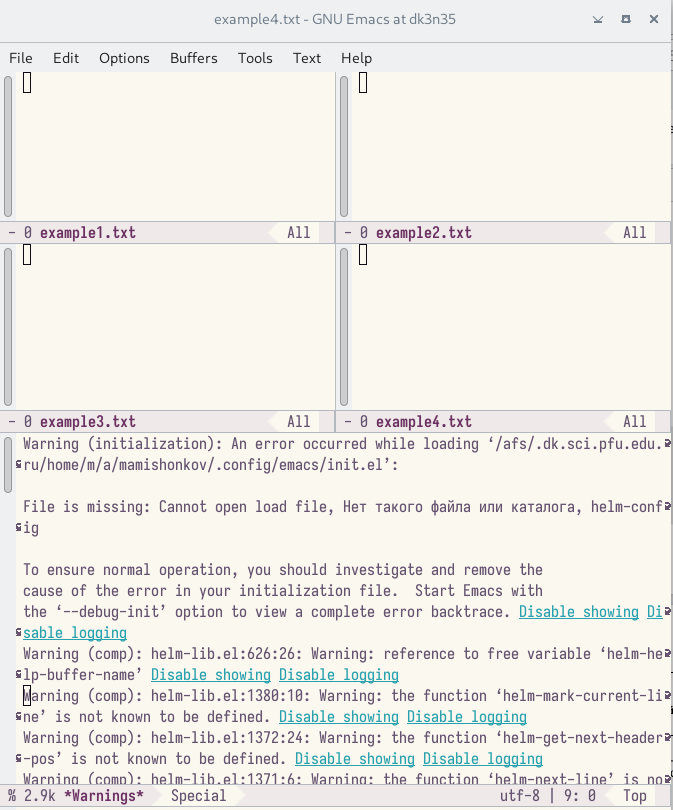 example4.txt - GNU Emacs at dk3n35
File Edit Options Buffers Tools Text Help
- 0 example1.txt All - 0 example2.txt All
- 0 example3.txt All - 0 example4.txt All
Warning (initialization): An error occurred while loading ‘/afs/.dk.sci.pfu.edu.
ru/home/m/a/mamishonkov/.config/emacs/init.el’:
File is missing: Cannot open load file, Нет такого файла или каталога, helm-conf
ig
To ensure normal operation, you should investigate and remove the
cause of the error in your initialization file.  Start Emacs with
the ‘--debug-init’ option to view a complete error backtrace. Disable showing Di
sable logging
Warning (comp): helm-lib.el:626:26: Warning: reference to free variable ‘helm-he
lp-buffer-name’ Disable showing Disable logging
Warning (comp): helm-lib.el:1380:10: Warning: the function ‘helm-mark-current-li
ne’ is not known to be defined. Disable showing Disable logging
Warning (comp): helm-lib.el:1372:24: Warning: the function ‘helm-get-next-header
-pos’ is not known to be defined. Disable showing Disable logging
Warning (comp): helm-lib.el:1371:6: Warning: the function ‘helm-next-line’ is no
% 2.9k *Warnings* Special utf-8 | 9: 0 Top